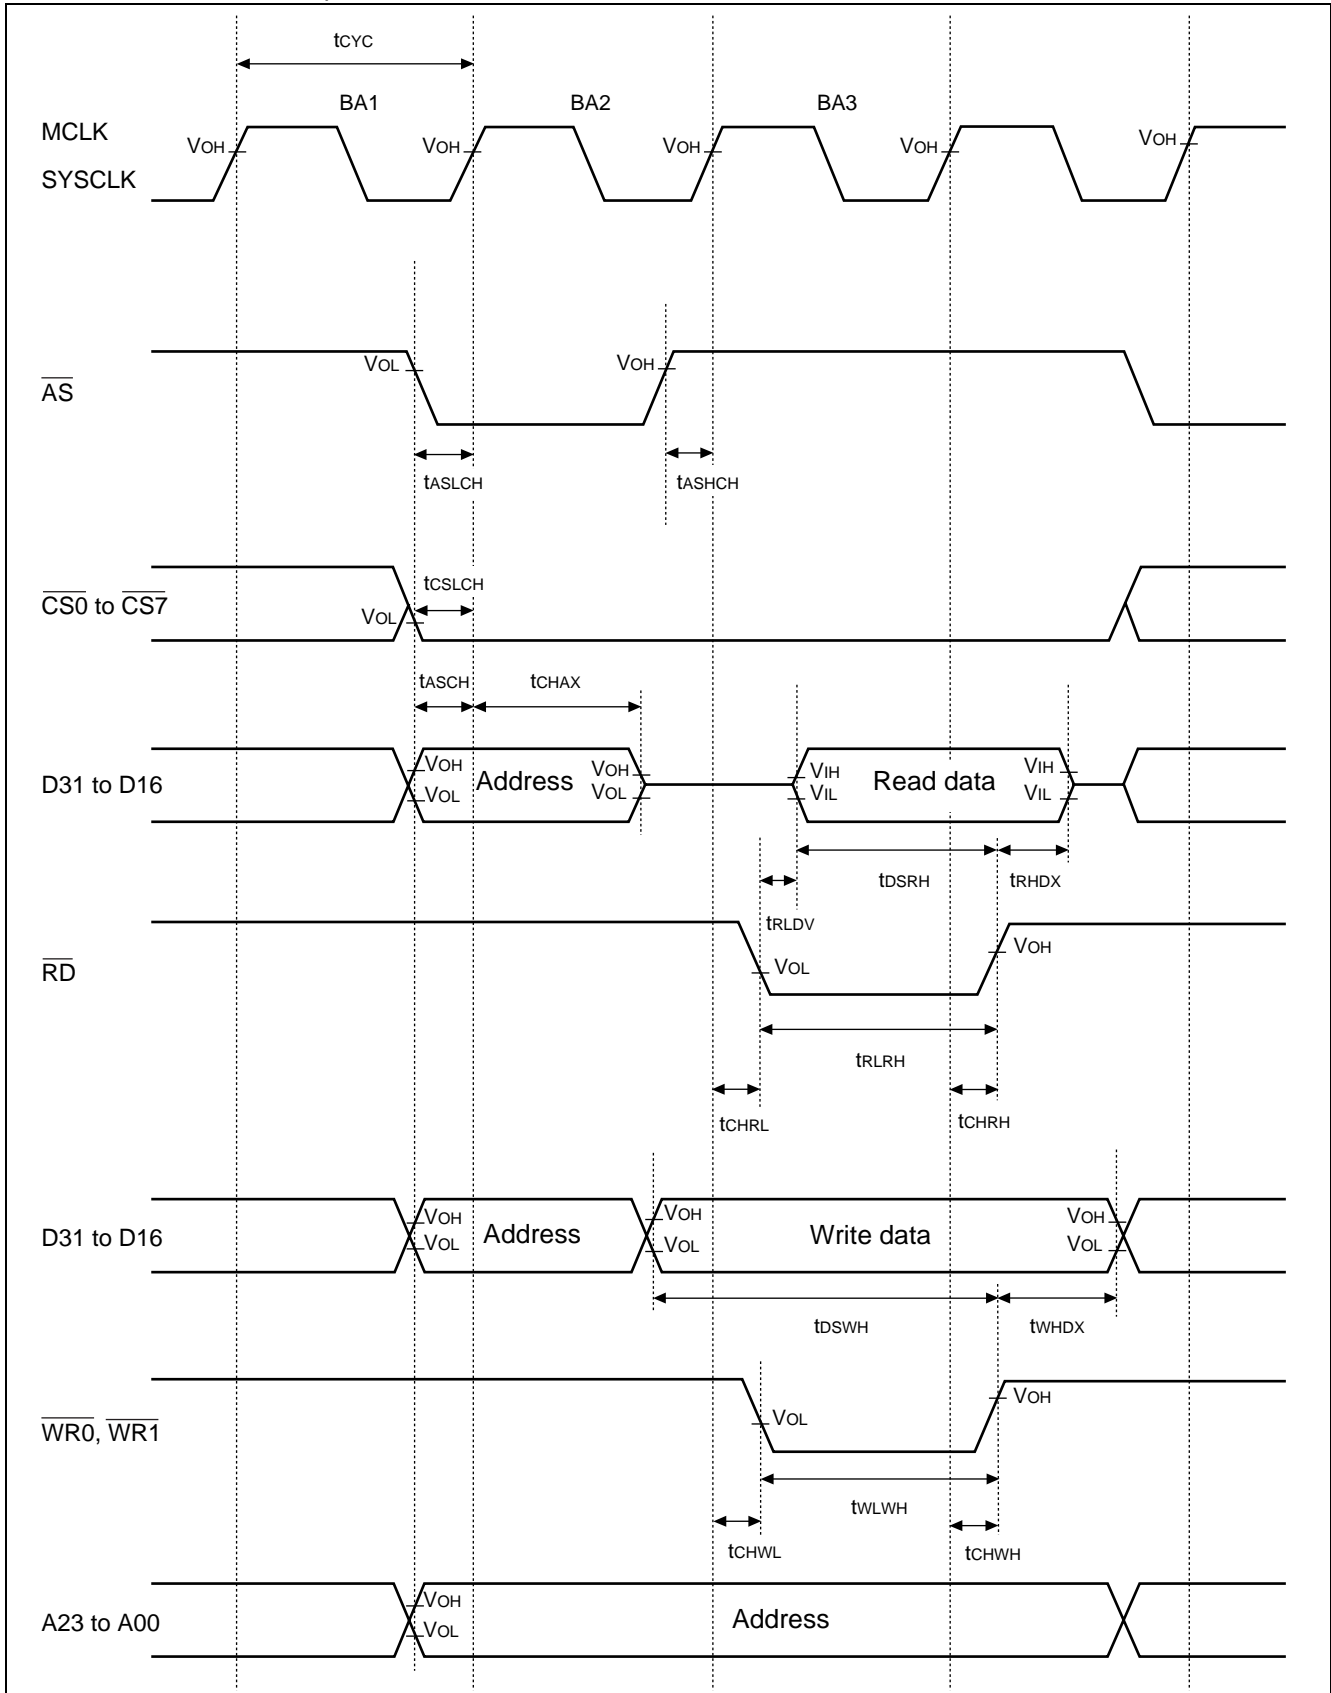 tCYC
BA1 BA2 BA3
MCLK
VOH VOH VOH VOH VOH
SYSCLK
VOL VOH
AS
tASLCH tASHCH
tCSLCH
CS0 to CS7
VOL
tASCH tCHAX
VOH VOH VIH VIH
D31 to D16 Address Read data
VOL VOL VIL VIL
tDSRH tRHDX
tRLDV
VOH
RD VOL
tRLRH
tCHRL tCHRH
VOH VOH VOH
D31 to D16 Address Write data
VOL VOL VOL
tDSWH tWHDX
VOH
VOL
WR0, WR1
tWLWH
tCHWL tCHWH
VOH
A23 to A00 Address
VOL